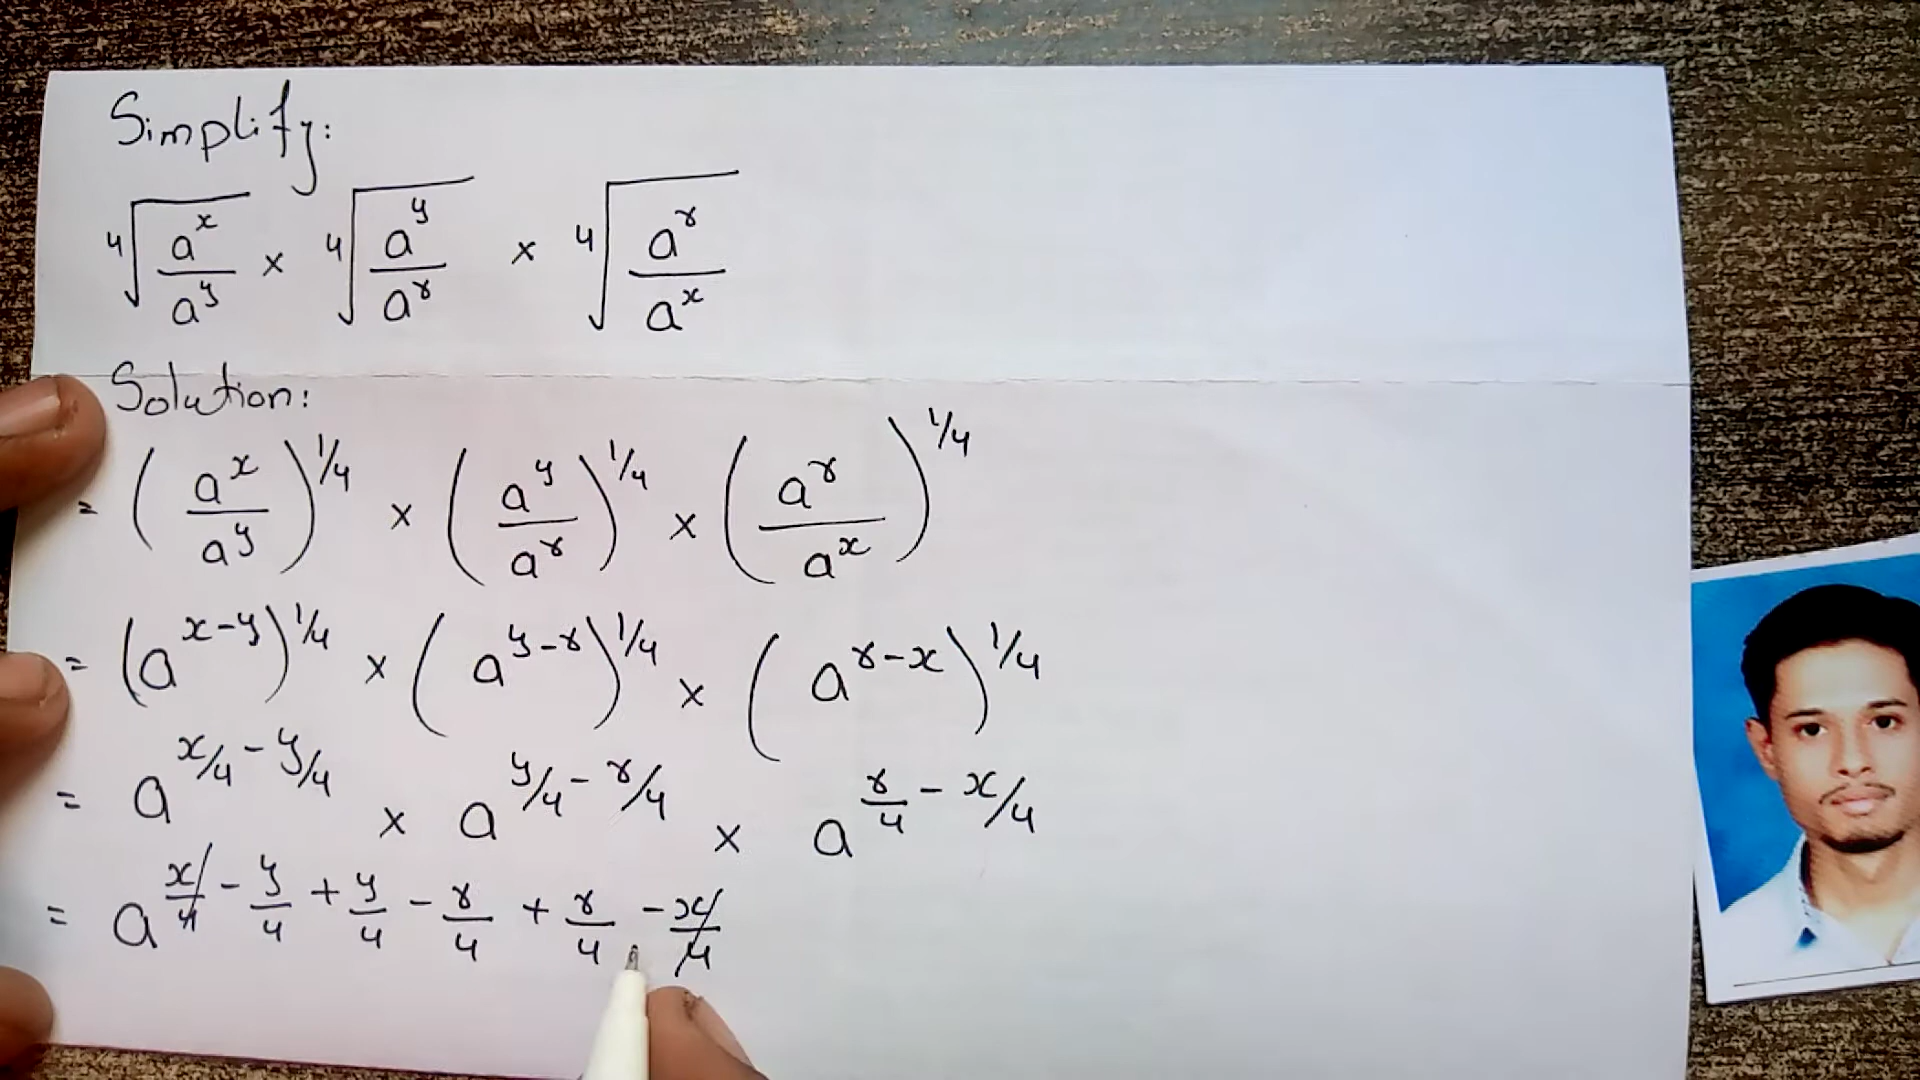 Simplify:
⁴√(a^x/a^y) × ⁴√(a^y/a^r) × ⁴√(a^r/a^x)
Solution:
= (a^x/a^y)^1/4 × (a^y/a^r)^1/4 × (a^r/a^x)^1/4
= (a^x-y)^1/4 × (a^y-r)^1/4 × (a^r-x)^1/4
= a^x/4 - y/4 × a^y/4 - r/4 × a^r/4 - x/4
= a^x/4 - y/4 + y/4 - r/4 + r/4 - x/4